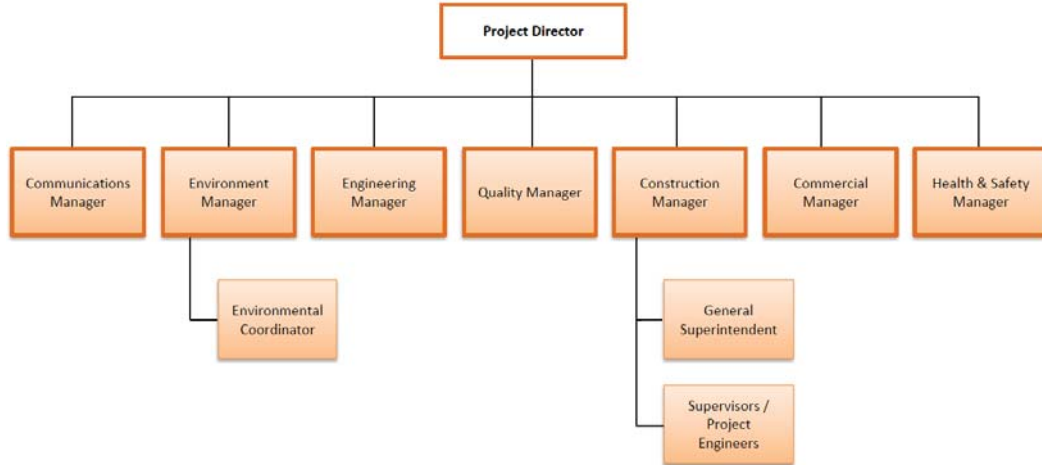 Project Director
Communications
Manager
Environment
Manager
Engineering
Manager
Quality Manager
Construction
Manager
Commercial
Manager
Health & Safety
Manager
Environmental
Coordinator
General
Superintendent
Supervisors /
Project
Engineers